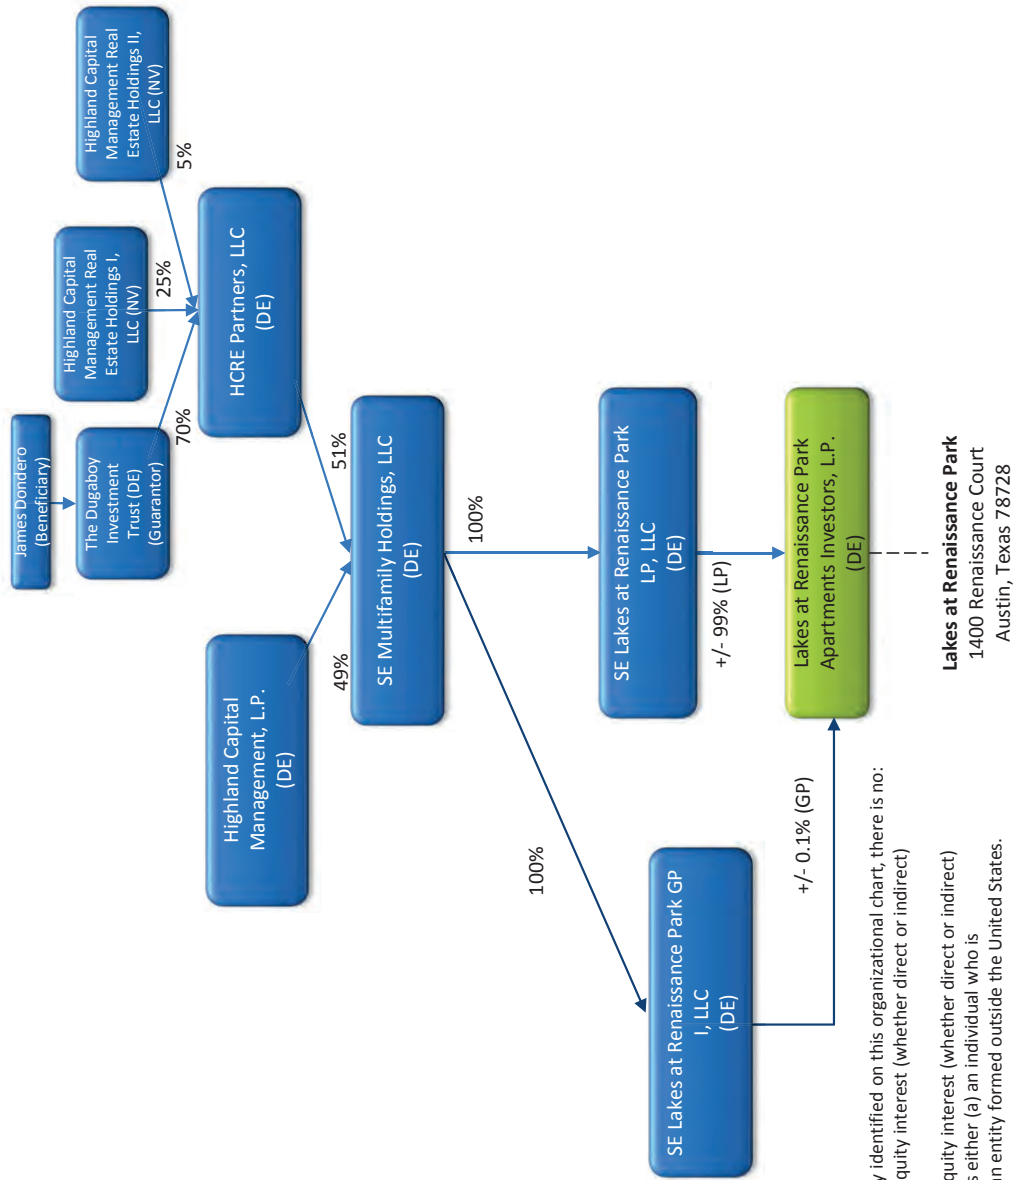 James Dondero
(Beneficiary)
The Dugaboy
Investment
Trust (DE)
(Guarantor)
Highland Capital
Management Real
Estate Holdings I,
LLC (NV)
Highland Capital
Management Real
Estate Holdings II,
LLC (NV)
70%
25%
5%
Highland Capital
Management, L.P.
(DE)
HCRE Partners, LLC
(DE)
49%
51%
SE Multifamily Holdings, LLC
(DE)
100%
100%
SE Lakes at Renaissance Park GP
I, LLC
(DE)
SE Lakes at Renaissance Park
LP, LLC
(DE)
+/- 0.1% (GP)
+/- 99% (LP)
Lakes at Renaissance Park
Apartments Investors, L.P.
(DE)
Lakes at Renaissance Park
1400 Renaissance Court
Austin, Texas 78728
identified on this organizational chart, there is no:
quity interest (whether direct or indirect)
quity interest (whether direct or indirect)
s either (a) an individual who is
an entity formed outside the United States.